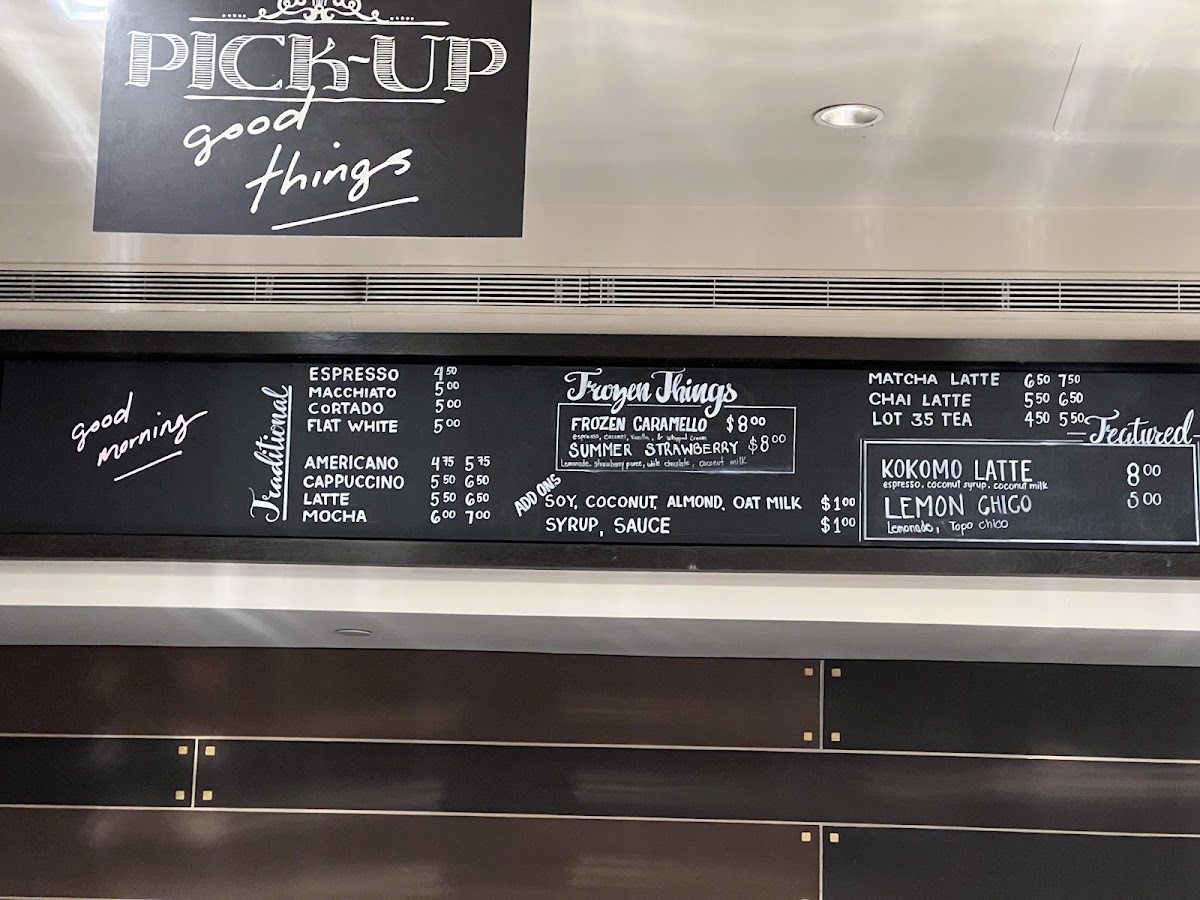 PICK-UP
good
things
good
morning
Traditional
ESPRESSO 4 50
MACCHIATO 5 00
CORTADO 5 00
FLAT WHITE 5 00
AMERICANO 4 75 5 75
CAPPUCCINO 5 50 6 50
LATTE 5 50 6 50
MOCHA 6 00 7 00
Frozen Things
FROZEN CARAMELLO $8 00
espresso, caramel, vanilla, & whipped cream
SUMMER STRAWBERRY $8 00
Lemonade, strawberry puree, white chocolate, coconut milk
ADD ONS
SOY, COCONUT, ALMOND, OAT MILK $1 00
SYRUP, SAUCE $1 00
MATCHA LATTE 6 50 7 50
CHAI LATTE 5 50 6 50
LOT 35 TEA 4 50 5 50
Featured
KOKOMO LATTE 8 00
espresso, coconut syrup, coconut milk
LEMON CHICO 5 00
Lemonade, Topo chico